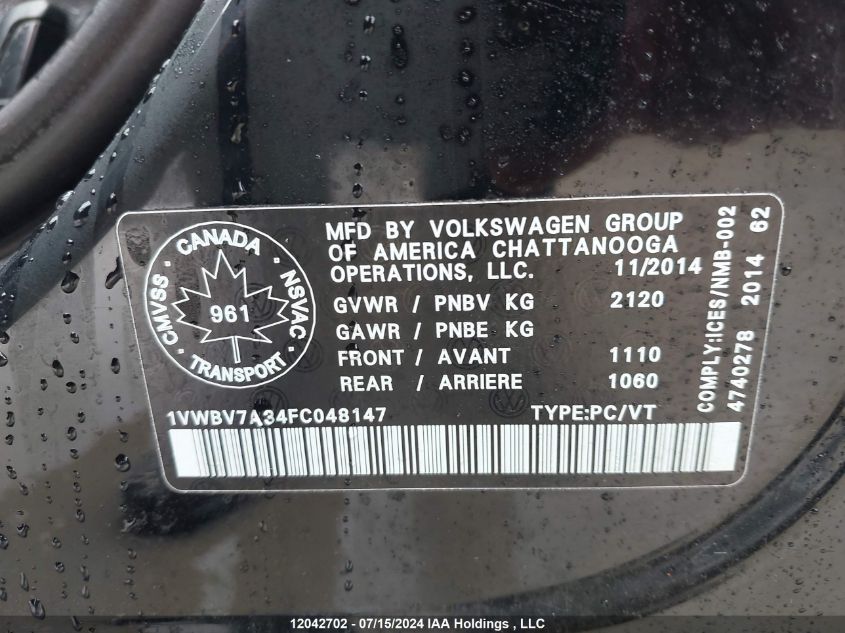 CANADA
CMVSS
NSVAC
961
TRANSPORT
MFD BY VOLKSWAGEN GROUP
OF AMERICA CHATTANOOGA
OPERATIONS, LLC. 11/2014
GVWR / PNBV KG 2120
GAWR / PNBE KG
FRONT / AVANT 1110
REAR / ARRIERE 1060
1VWBV7A34FC048147 TYPE:PC/VT
COMPLY:ICES/NMB-002
4740278 2014 62
12042702 - 07/15/2024 IAA Holdings , LLC